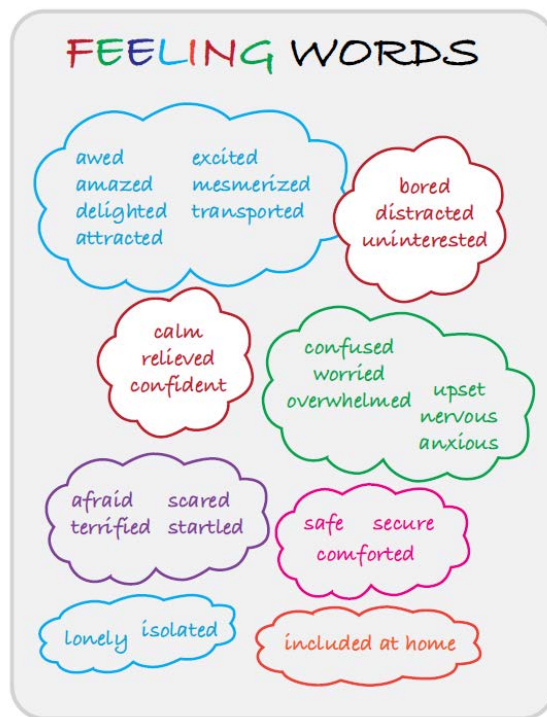 FEELING WORDS
awed excited
amazed mesmerized
delighted transported
attracted
bored
distracted
uninterested
calm
relieved
confident
confused
worried
overwhelmed
upset
nervous
anxious
afraid scared
terrified startled
safe secure
comforted
lonely isolated
included at home